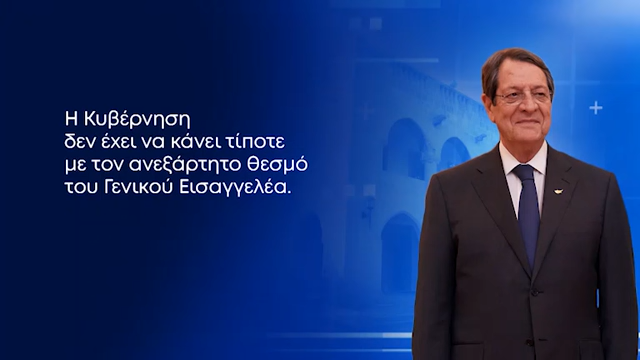 Η Κυβέρνηση
δεν έχει να κάνει τίποτε
με τον ανεξάρτητο θεσμό
του Γενικού Εισαγγελέα.